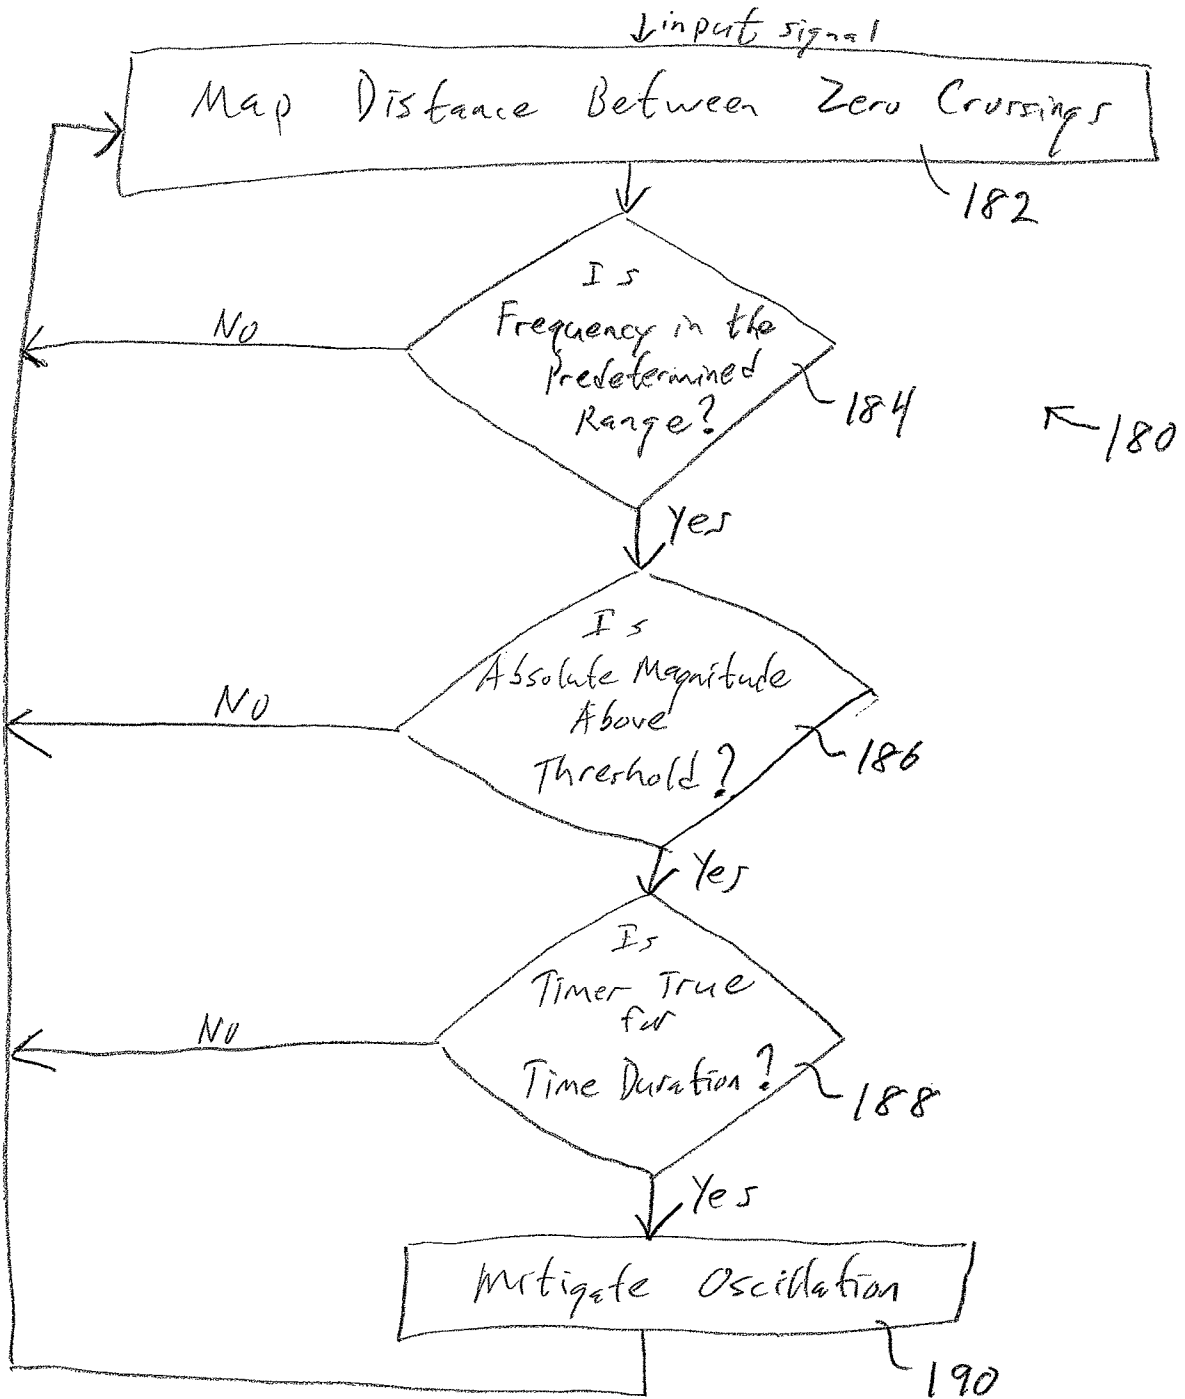 input signal
Map Distance Between Zero Crossings
182
Is
Frequency in the
Predetermined
Range?
No
184
180
Yes
Is
Absolute Magnitude
Above
Threshold?
No
186
Yes
Is
Timer True
for
Time Duration?
No
188
Yes
Mitigate Oscillation
190